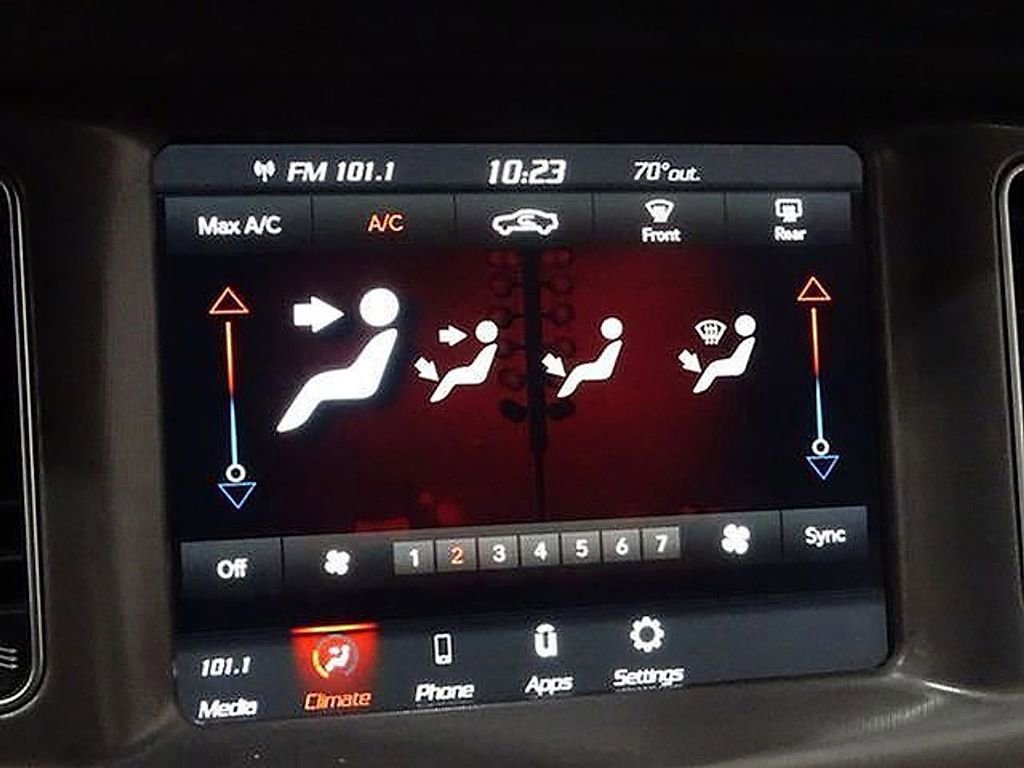 FM 101.1 10:23 70°out.
Max A/C A/C Front Rear
Off 1 2 3 4 5 6 7 Sync
101.1
Media Climate Phone Apps Settings